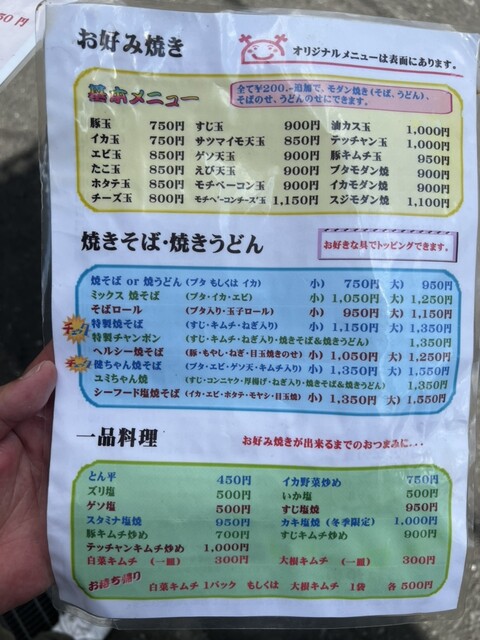 50円
お好み焼き
オリジナルメニューは表面にあります。
基本メニュー
全て¥200.-追加で、モダン焼き(そば、うどん)、
そばのせ、うどんのせにできます。
豚玉 750円 すじ玉 900円 油カス玉 1,000円
イカ玉 750円 サツマイモ天玉 850円 テッチャン玉 1,000円
エビ玉 850円 ゲソ天玉 900円 豚キムチ玉 950円
たこ玉 850円 えび天玉 900円 ブタモダン焼 900円
ホタテ玉 850円 モチベーコン玉 900円 イカモダン焼 900円
チーズ玉 800円 モチベーコンチーズ玉 1,150円 スジモダン焼 1,100円
焼きそば・焼きうどん
お好きな具でトッピングできます。
焼そば or 焼うどん (ブタ もしくは イカ) 小) 750円 大) 950円
ミックス 焼そば (ブタ・イカ・エビ) 小) 1,050円 大) 1,250円
そばロール (ブタ入り・玉子ロール) 小) 950円 大) 1,150円
特製焼そば (すじ・キムチ・ねぎ入り) 小) 1,150円 大) 1,350円
特製チャンポン (すじ・キムチ・ねぎ入り・焼きそば&焼きうどん) 1,350円
ヘルシー焼そば (豚・もやし・ねぎ・目玉焼きのせ) 小) 1,050円 大) 1,250円
健ちゃん焼そば (ブタ・エビ・ゲソ天・キムチ入り) 小) 1,350円 大) 1,550円
ユミちゃん焼 (すじ・コンニャク・厚揚げ・ねぎ入り・焼きそば&焼きうどん) 1,350円
シーフード塩焼そば (イカ・エビ・ホタテ・モヤシ・目玉焼) 小) 1,350円 大) 1,550円
一品料理
お好み焼きが出来るまでのおつまみに・・・
とん平 450円 イカ野菜炒め 750円
ズリ塩 500円 いか塩 500円
ゲソ塩 500円 すじ塩焼 950円
スタミナ塩焼 950円 カキ塩焼 (冬季限定) 1,000円
豚キムチ炒め 700円 すじキムチ炒め 900円
テッチャンキムチ炒め 1,000円
白菜キムチ (一皿) 300円 大根キムチ (一皿) 300円
お持ち帰り 白菜キムチ 1パック もしくは 大根キムチ 1袋 各500円